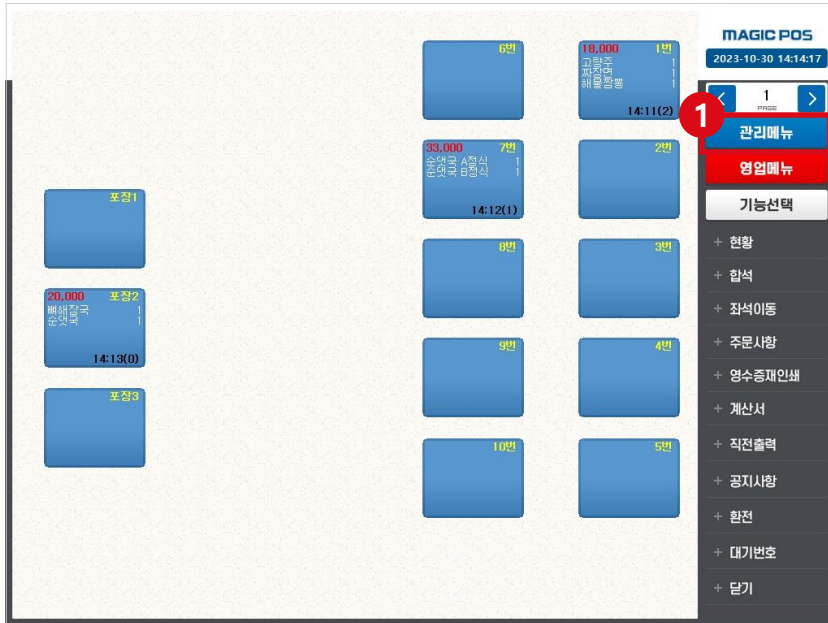 6번
18,000 1번
고량주 1
짜장면 1
해물짬뽕 1
14:11(2)
33,000 7번
순댓국 A정식 1
순댓국 B정식 1
14:12(1)
2번
포장1
8번
3번
20,000 포장2
뼈해장국 1
순댓국 1
14:13(0)
9번
4번
포장3
10번
5번
MAGIC POS
2023-10-30 14:14:17
1
PAGE
1
관리메뉴
영업메뉴
기능선택
+ 현황
+ 합석
+ 좌석이동
+ 주문사항
+ 영수증재인쇄
+ 계산서
+ 직전출력
+ 공지사항
+ 환전
+ 대기번호
+ 닫기